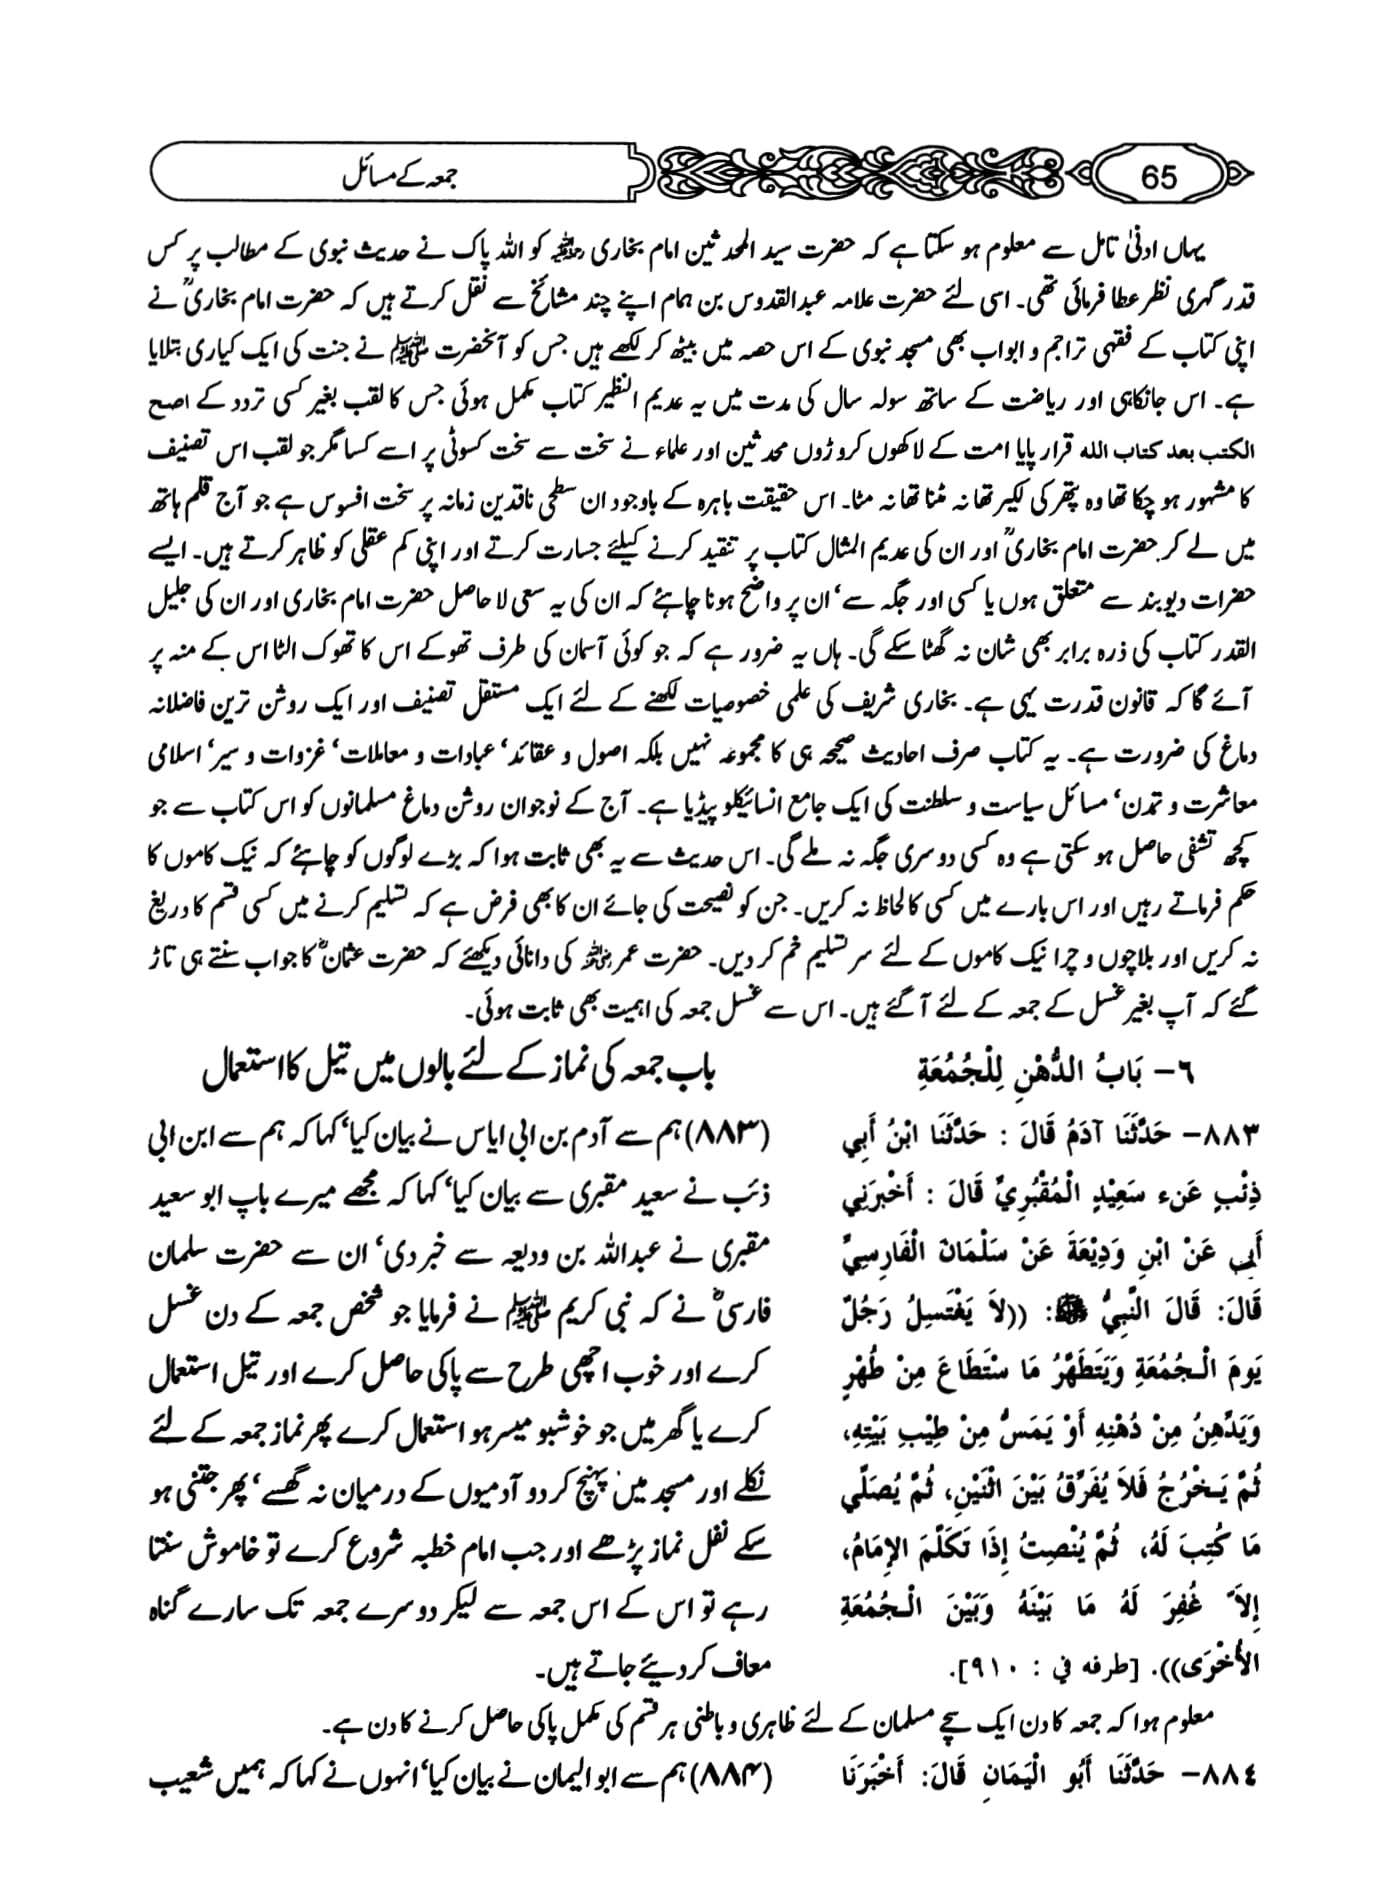 65
جمعہ کے مسائل
یہاں ادنیٰ تامل سے معلوم ہو سکتا ہے کہ حضرت سید المحدثین امام بخاری رحمۃ اللہ علیہ کو اللہ پاک نے حدیث نبوی کے مطالب پر کس
قدر گہری نظر عطا فرمائی تھی۔ اسی لئے حضرت علامہ عبدالقدوس بن ہمام اپنے چند مشائخ سے نقل کرتے ہیں کہ حضرت امام بخاریؒ نے
اپنی کتاب کے فقہی تراجم و ابواب بھی مسجد نبوی کے اس حصہ میں بیٹھ کر لکھے ہیں جس کو آنحضرت ﷺ نے جنت کی ایک کیاری بتلایا
ہے۔ اس جانکاہی اور ریاضت کے ساتھ سولہ سال کی مدت میں یہ عدیم النظیر کتاب مکمل ہوئی جس کا لقب بغیر کسی تردد کے اصح
الکتب بعد کتاب اللہ قرار پایا امت کے لاکھوں کروڑوں محدثین اور علماء نے سخت سے سخت کسوٹی پر اسے کسا مگر جو لقب اس تصنیف
کا مشہور ہو چکا تھا وہ پتھر کی لکیر تھا نہ مٹنا تھا نہ مٹا۔ اس حقیقت باہرہ کے باوجود ان سطحی ناقدین زمانہ پر سخت افسوس ہے جو آج قلم ہاتھ
میں لے کر حضرت امام بخاریؒ اور ان کی عدیم المثال کتاب پر تنقید کرنے کیلئے جسارت کرتے اور اپنی کم عقلی کو ظاہر کرتے ہیں۔ ایسے
حضرات دیوبند سے متعلق ہوں یا کسی اور جگہ سے‘ ان پر واضح ہونا چاہئے کہ ان کی یہ سعی لا حاصل حضرت امام بخاری اور ان کی جلیل
القدر کتاب کی ذرہ برابر بھی شان نہ گھٹا سکے گی۔ ہاں یہ ضرور ہے کہ جو کوئی آسمان کی طرف تھوکے اس کا تھوک الٹا اس کے منہ پر
آئے گا کہ قانون قدرت یہی ہے۔ بخاری شریف کی علمی خصوصیات لکھنے کے لئے ایک مستقل تصنیف اور ایک روشن ترین فاضلانہ
دماغ کی ضرورت ہے۔ یہ کتاب صرف احادیث صحیحہ ہی کا مجموعہ نہیں بلکہ اصول و عقائد‘ عبادات و معاملات‘ غزوات و سیر‘ اسلامی
معاشرت و تمدن‘ مسائل سیاست و سلطنت کی ایک جامع انسائیکلو پیڈیا ہے۔ آج کے نوجوان روشن دماغ مسلمانوں کو اس کتاب سے جو
کچھ تشفی حاصل ہو سکتی ہے وہ کسی دوسری جگہ نہ ملے گی۔ اس حدیث سے یہ بھی ثابت ہوا کہ بڑے لوگوں کو چاہئے کہ نیک کاموں کا
حکم فرماتے رہیں اور اس بارے میں کسی کا لحاظ نہ کریں۔ جن کو نصیحت کی جائے ان کا بھی فرض ہے کہ تسلیم کرنے میں کسی قسم کا دریغ
نہ کریں اور بلا چوں و چرا نیک کاموں کے لئے سر تسلیم خم کر دیں۔ حضرت عمر رضی اللہ عنہ کی دانائی دیکھئے کہ حضرت عثمانؓ کا جواب سنتے ہی تاڑ
گئے کہ آپ بغیر غسل کے جمعہ کے لئے آ گئے ہیں۔ اس سے غسل جمعہ کی اہمیت بھی ثابت ہوئی۔
٦– بَابُ الدُّهْنِ لِلْجُمُعَةِ
٨٨٣– حَدَّثَنَا آدَمُ قَالَ : حَدَّثَنَا ابْنُ أَبِي
ذِئْبٍ عَنْ سَعِيْدٍ الْمَقْبُرِيِّ قَالَ : أَخْبَرَنِي
أَبِي عَنْ ابْنِ وَدِيْعَةَ عَنْ سَلْمَانَ الْفَارِسِيِّ
قَالَ: قَالَ النَّبِيُّ ﷺ: ((لاَ يَغْتَسِلُ رَجُلٌ
يَومَ الْجُمُعَةِ وَيَتَطَهَّرُ مَا سْتَطَاعَ مِنْ طُهْرٍ
وَيَدَّهِنُ مِنْ دُهْنِهِ أَوْ يَمَسُّ مِنْ طِيْبِ بَيْتِهِ،
ثُمَّ يَخْرُجُ فَلاَ يُفَرِّقُ بَيْنَ اثْنَيْنِ، ثُمَّ يُصَلِّي
مَا كُتِبَ لَهُ، ثُمَّ يُنْصِتُ إِذَا تَكَلَّمَ الإِمَامُ،
إِلاَّ غُفِرَ لَهُ مَا بَيْنَهُ وَبَيْنَ الْجُمُعَةِ
الأُخْرَى)). [طرفه في : ٩١٠].
باب جمعہ کی نماز کے لئے بالوں میں تیل کا استعمال
(۸۸۳) ہم سے آدم بن ابی ایاس نے بیان کیا‘ کہا کہ ہم سے ابن ابی
ذئب نے سعید مقبری سے بیان کیا‘ کہا کہ مجھے میرے باپ ابو سعید
مقبری نے عبداللہ بن ودیعہ سے خبر دی‘ ان سے حضرت سلمان
فارسیؓ نے کہ نبی کریم ﷺ نے فرمایا جو شخص جمعہ کے دن غسل
کرے اور خوب اچھی طرح سے پاکی حاصل کرے اور تیل استعمال
کرے یا گھر میں جو خوشبو میسر ہو استعمال کرے پھر نماز جمعہ کے لئے
نکلے اور مسجد میں پہنچ کر دو آدمیوں کے درمیان نہ گھسے‘ پھر جتنی ہو
سکے نفل نماز پڑھے اور جب امام خطبہ شروع کرے تو خاموش سنتا
رہے تو اس کے اس جمعہ سے لیکر دوسرے جمعہ تک سارے گناہ
معاف کر دیئے جاتے ہیں۔
معلوم ہوا کہ جمعہ کا دن ایک سچے مسلمان کے لئے ظاہری و باطنی ہر قسم کی مکمل پاکی حاصل کرنے کا دن ہے۔
٨٨٤– حَدَّثَنَا أَبُو الْيَمَانِ قَالَ: أَخْبَرَنَا
(۸۸۴) ہم سے ابوالیمان نے بیان کیا‘ انہوں نے کہا کہ ہمیں شعیب